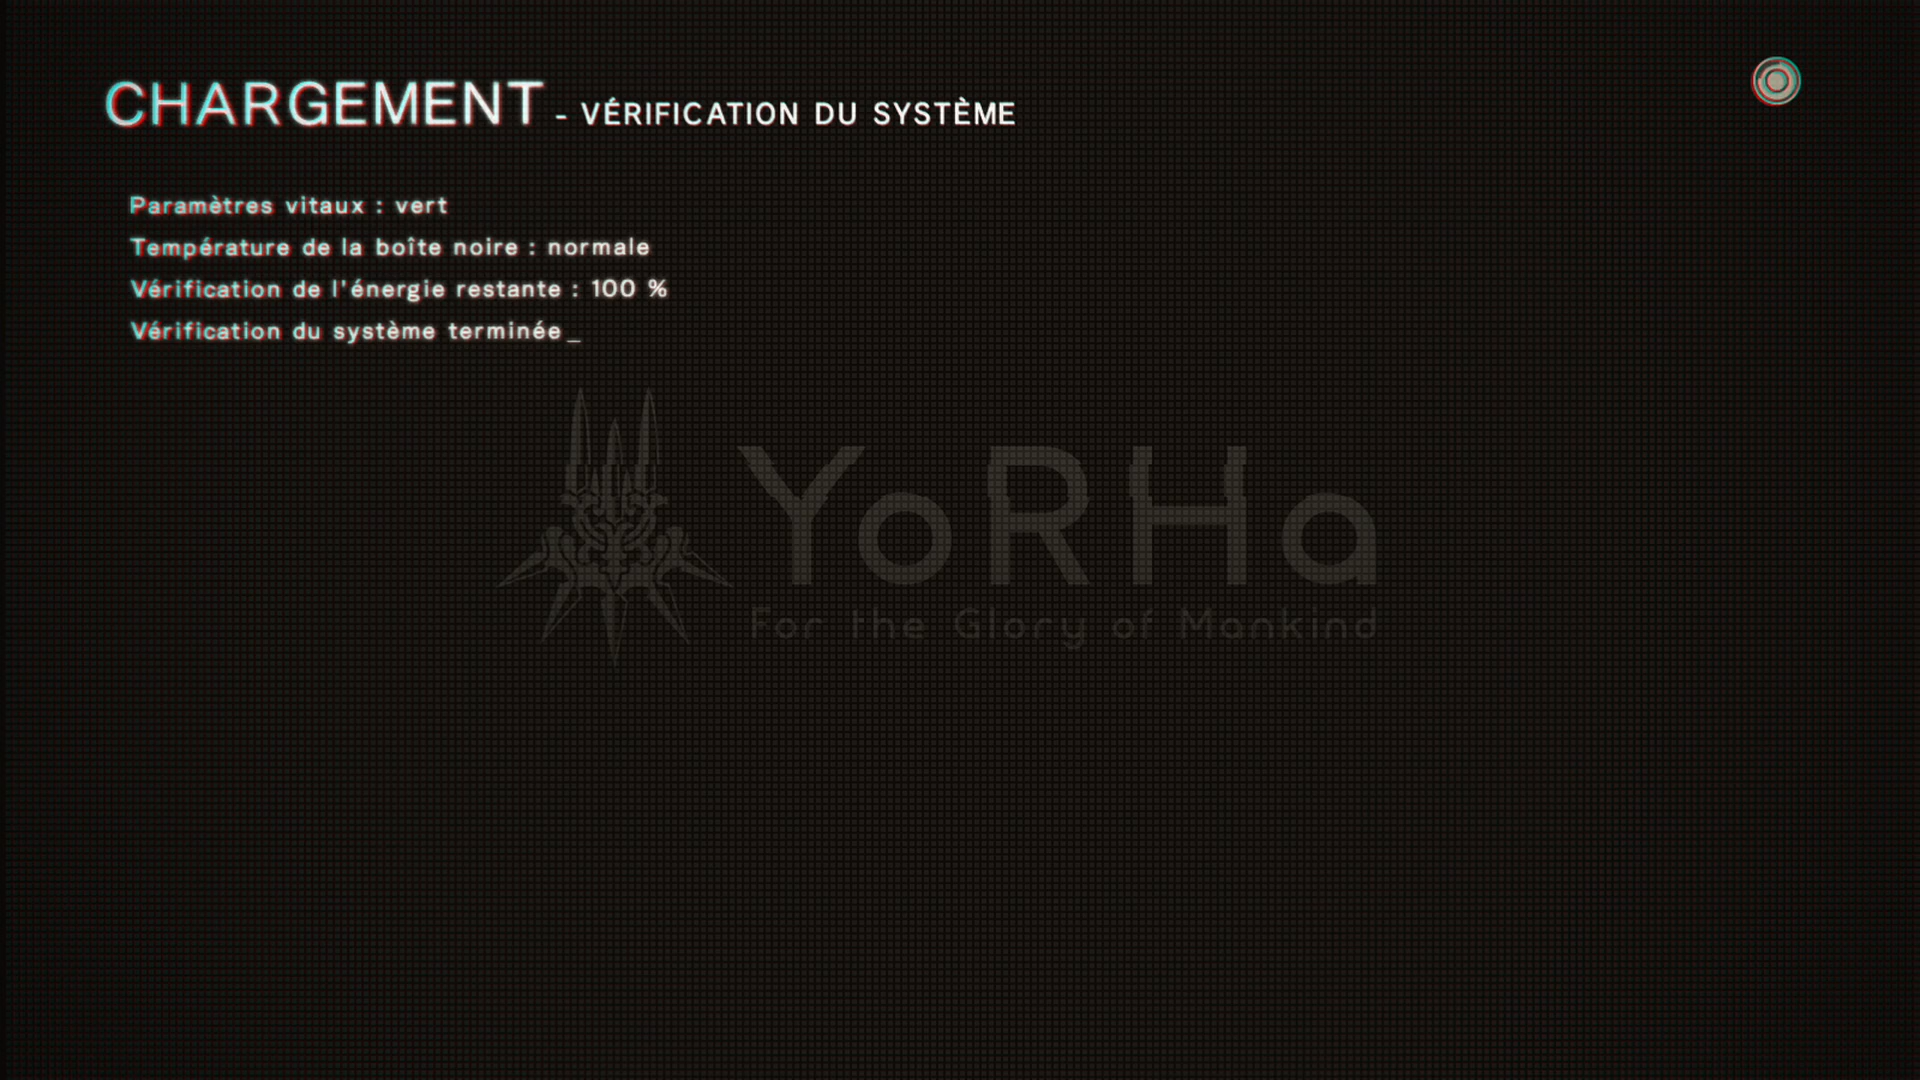 CHARGEMENT - VÉRIFICATION DU SYSTÈME
Paramètres vitaux : vert
Température de la boîte noire : normale
Vérification de l'énergie restante : 100 %
Vérification du système terminée_
YoRHa
For the Glory of Mankind